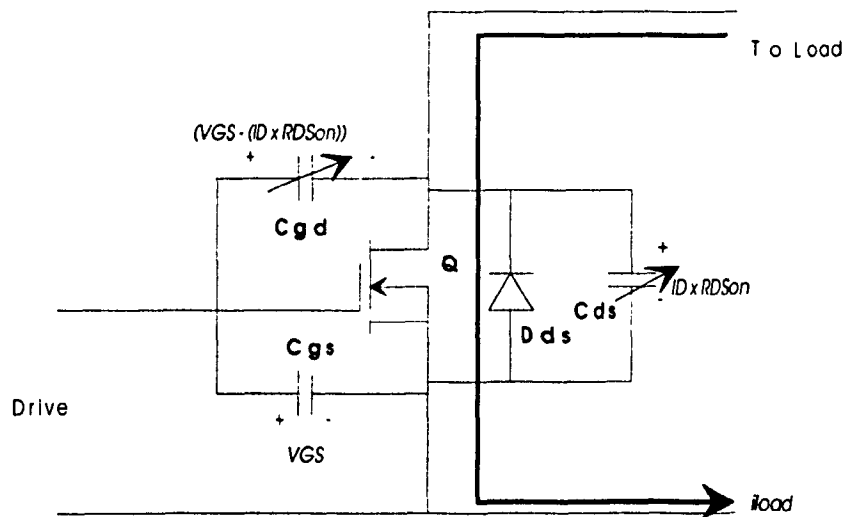 To Load
(VGS - (ID x RDSon))
+ -
Cgd
Q
+
Cds
- ID x RDSon
Dds
Cgs
Drive
+ -
VGS
iload